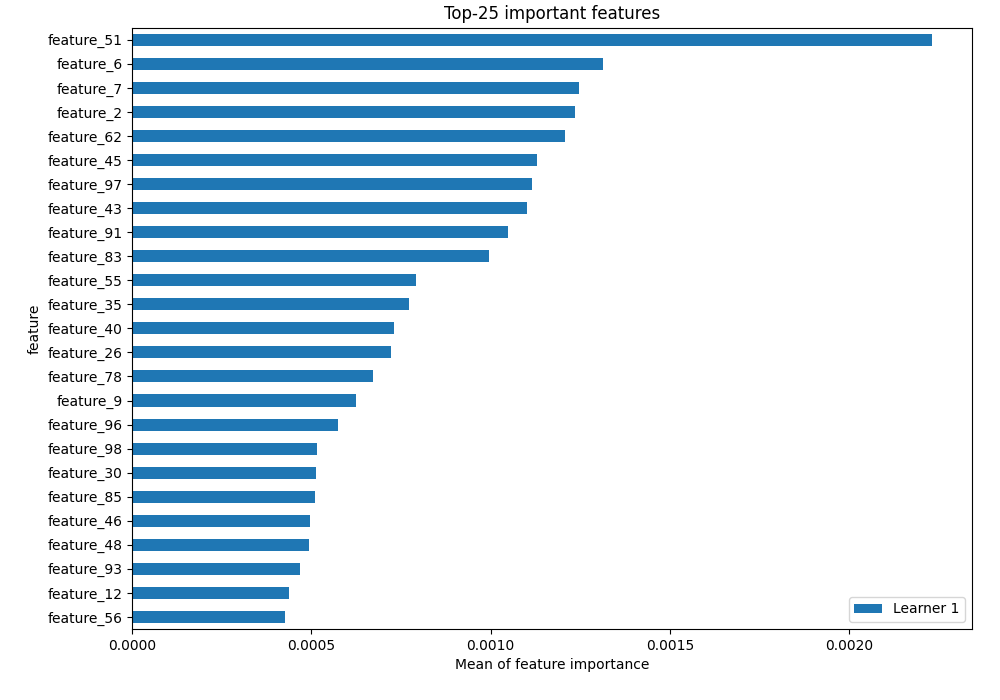 Top-25 important features
feature_51
feature_6
feature_7
feature_2
feature_62
feature_45
feature_97
feature_43
feature_91
feature_83
feature_55
feature_35
feature_40
feature_26
feature_78
feature_9
feature_96
feature_98
feature_30
feature_85
feature_46
feature_48
feature_93
feature_12
feature_56
feature
Learner 1
0.0000 0.0005 0.0010 0.0015 0.0020
Mean of feature importance